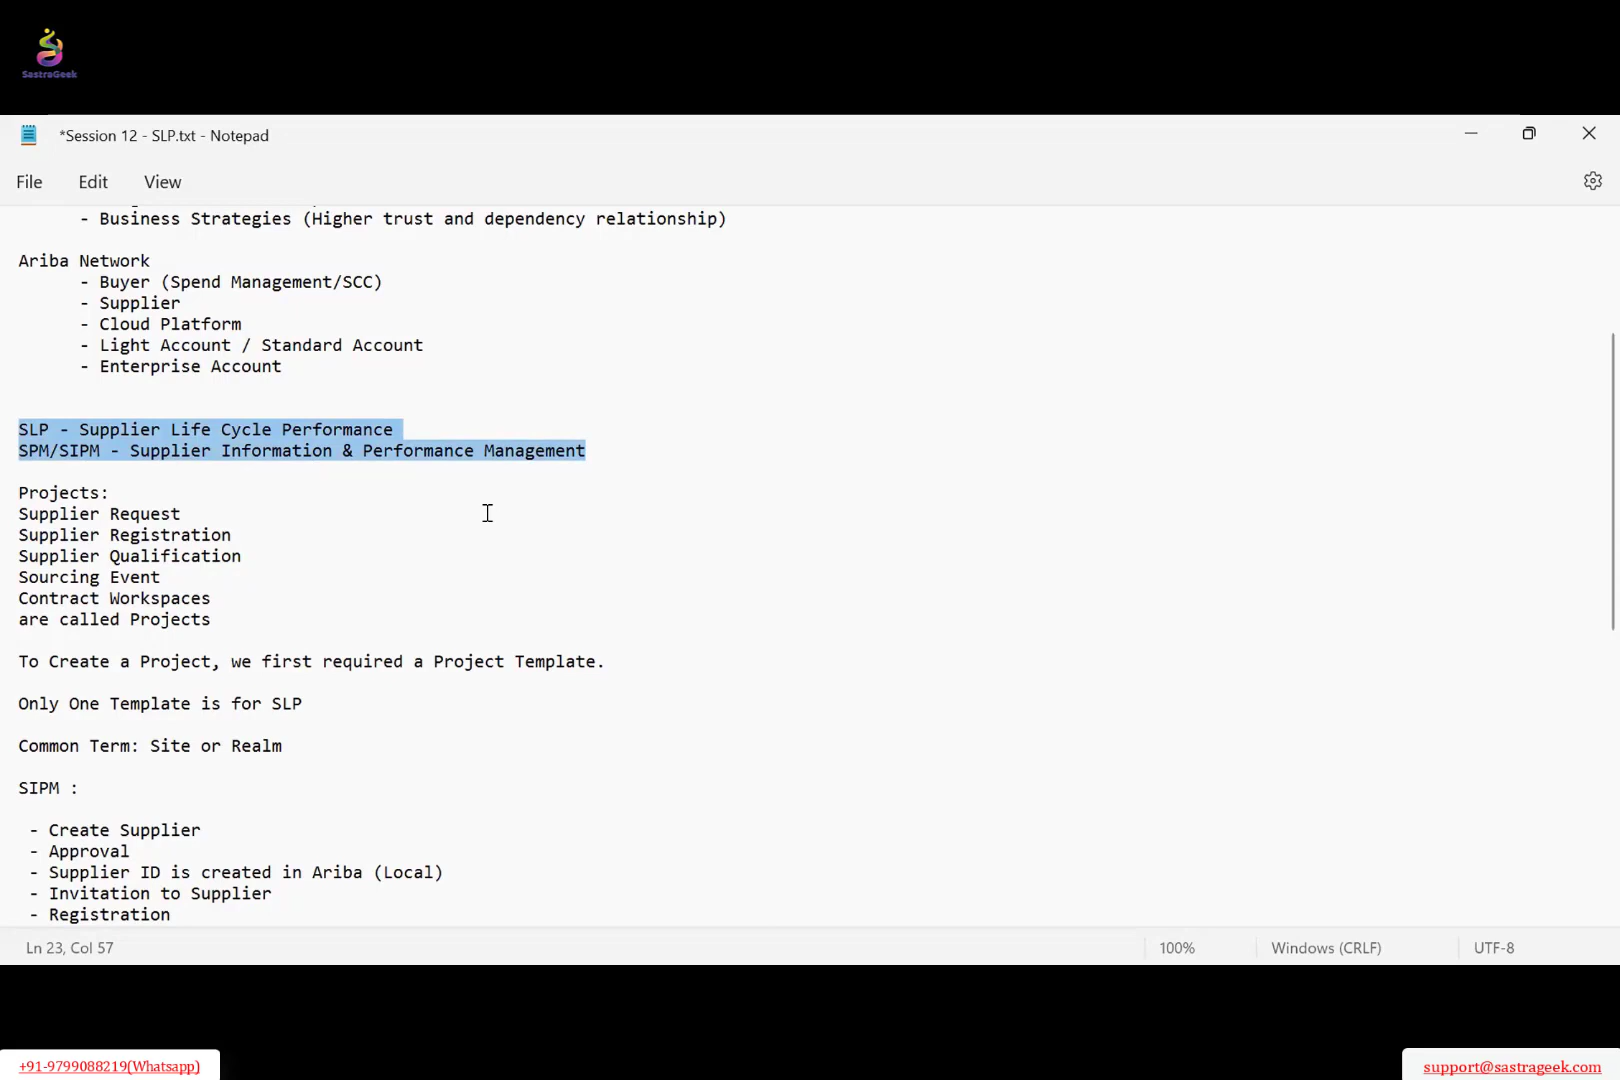 SastraGeek
*Session 12 - SLP.txt - Notepad
File Edit View
- Business Strategies (Higher trust and dependency relationship)
Ariba Network
- Buyer (Spend Management/SCC)
- Supplier
- Cloud Platform
- Light Account / Standard Account
- Enterprise Account
SLP - Supplier Life Cycle Performance
SPM/SIPM - Supplier Information & Performance Management
Projects:
Supplier Request
Supplier Registration
Supplier Qualification
Sourcing Event
Contract Workspaces
are called Projects
To Create a Project, we first required a Project Template.
Only One Template is for SLP
Common Term: Site or Realm
SIPM :
- Create Supplier
- Approval
- Supplier ID is created in Ariba (Local)
- Invitation to Supplier
- Registration
Ln 23, Col 57 100% Windows (CRLF) UTF-8
+91-9799088219(Whatsapp) support@sastrageek.com